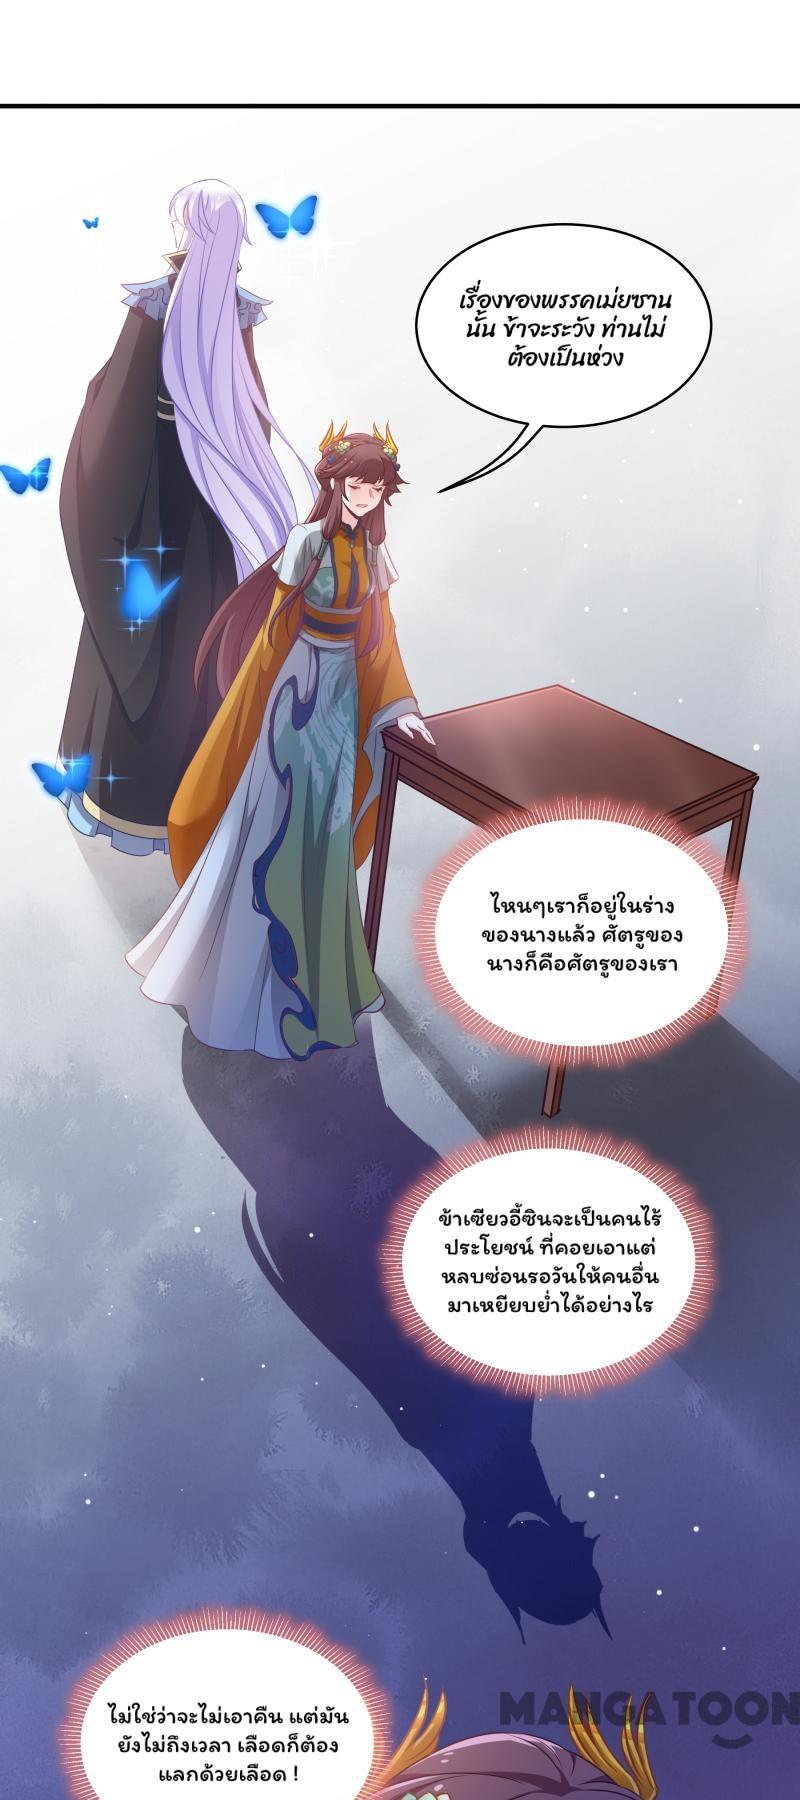 เรื่องของพรรคเม่ยซาน
นั้น ข้าจะระวัง ท่านไม่
ต้องเป็นห่วง
ไหนๆเราก็อยู่ในร่าง
ของนางแล้ว ศัตรูของ
นางก็คือศัตรูของเรา
ข้าเซียวอี้ซินจะเป็นคนไร้
ประโยชน์ ที่คอยเอาแต่
หลบซ่อนรอวันให้คนอื่น
มาเหยียบย่ำได้อย่างไร
ไม่ใช่ว่าจะไม่เอาคืน แต่มัน
ยังไม่ถึงเวลา เลือดก็ต้อง
แลกด้วยเลือด !
MANGATOON